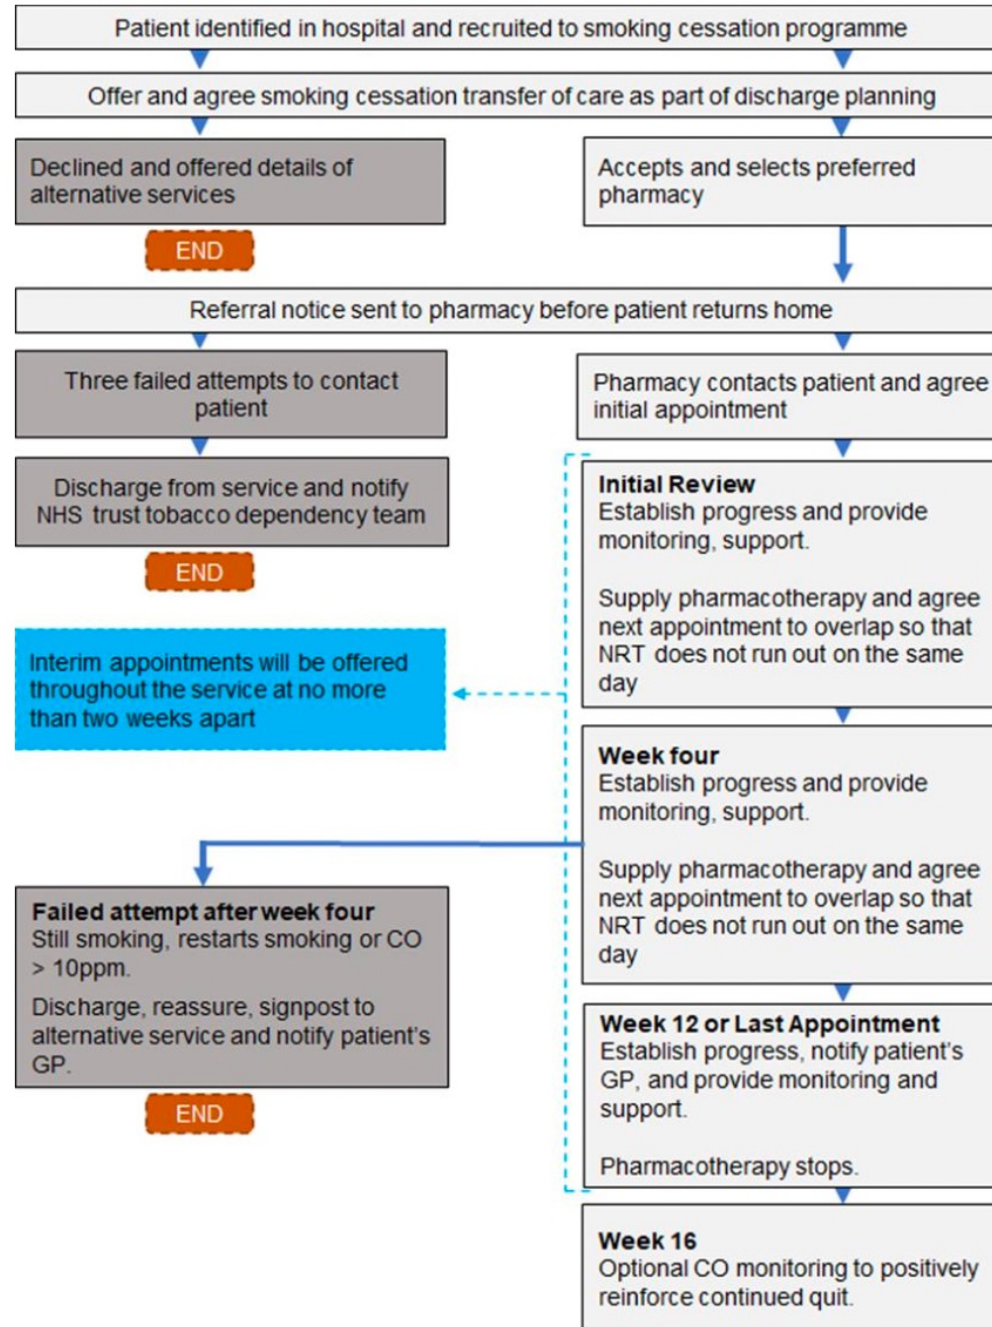 Patient identified in hospital and recruited to smoking cessation programme
Offer and agree smoking cessation transfer of care as part of discharge planning
Declined and offered details of
alternative services
END
Accepts and selects preferred
pharmacy
Referral notice sent to pharmacy before patient returns home
Three failed attempts to contact
patient
Discharge from service and notify
NHS trust tobacco dependency team
END
Pharmacy contacts patient and agree
initial appointment
Initial Review
Establish progress and provide
monitoring, support.
Supply pharmacotherapy and agree
next appointment to overlap so that
NRT does not run out on the same
day
Interim appointments will be offered
throughout the service at no more
than two weeks apart
Week four
Establish progress and provide
monitoring, support.
Supply pharmacotherapy and agree
next appointment to overlap so that
NRT does not run out on the same
day
Failed attempt after week four
Still smoking, restarts smoking or CO
> 10ppm.
Discharge, reassure, signpost to
alternative service and notify patient's
GP.
END
Week 12 or Last Appointment
Establish progress, notify patient's
GP, and provide monitoring and
support.
Pharmacotherapy stops.
Week 16
Optional CO monitoring to positively
reinforce continued quit.